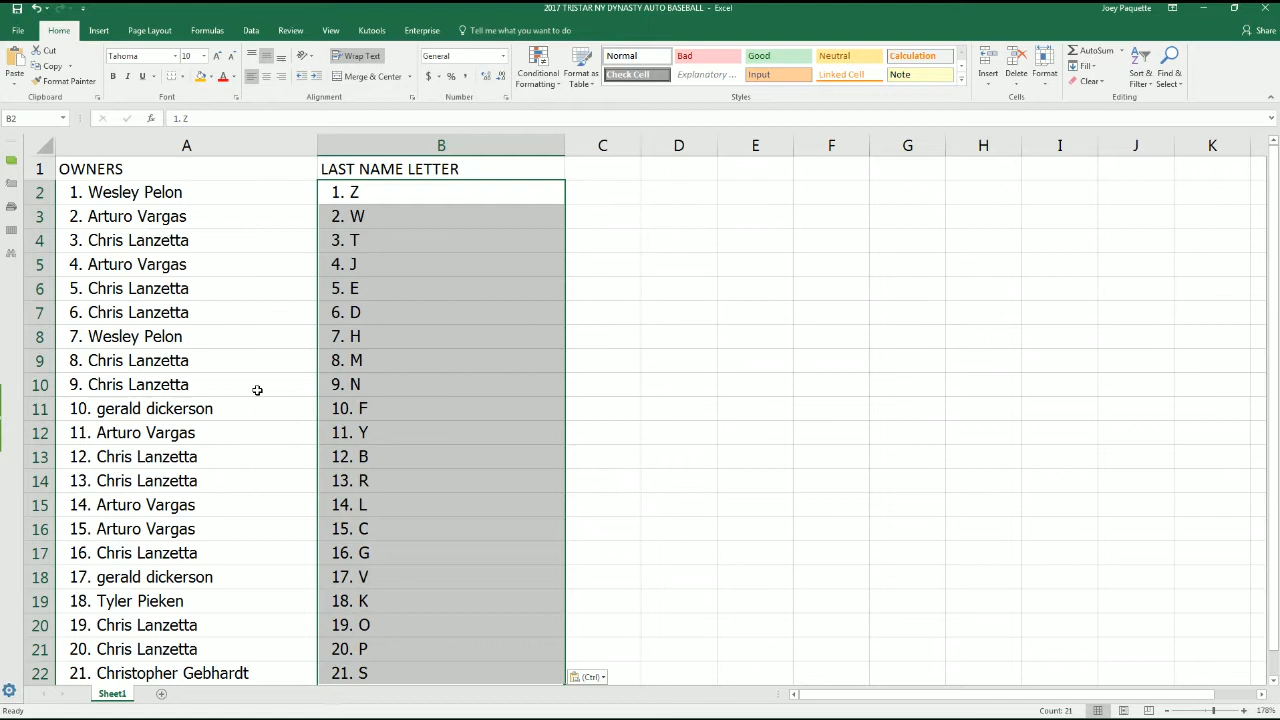 2017 TRISTAR NY DYNASTY AUTO BASEBALL - Excel
Joey Paquette
File Home Insert Page Layout Formulas Data Review View Kutools Enterprise Tell me what you want to do... Share
Paste Cut Copy Format Painter Clipboard
Tahoma 10 B I U A Font
Wrap Text Merge & Center Alignment
General $ % , Number
Conditional Formatting Format as Table
Normal Bad Good Neutral Calculation
Check Cell Explanatory ... Input Linked Cell Note
Styles
Insert Delete Format Cells
AutoSum Fill Clear Sort & Filter Find & Select Editing
B2 fx 1. Z
A B C D E F G H I J K
1 OWNERS LAST NAME LETTER
2 1. Wesley Pelon 1. Z
3 2. Arturo Vargas 2. W
4 3. Chris Lanzetta 3. T
5 4. Arturo Vargas 4. J
6 5. Chris Lanzetta 5. E
7 6. Chris Lanzetta 6. D
8 7. Wesley Pelon 7. H
9 8. Chris Lanzetta 8. M
10 9. Chris Lanzetta 9. N
11 10. gerald dickerson 10. F
12 11. Arturo Vargas 11. Y
13 12. Chris Lanzetta 12. B
14 13. Chris Lanzetta 13. R
15 14. Arturo Vargas 14. L
16 15. Arturo Vargas 15. C
17 16. Chris Lanzetta 16. G
18 17. gerald dickerson 17. V
19 18. Tyler Pieken 18. K
20 19. Chris Lanzetta 19. O
21 20. Chris Lanzetta 20. P
22 21. Christopher Gebhardt 21. S
(Ctrl)
Sheet1
Ready Count: 21 178%